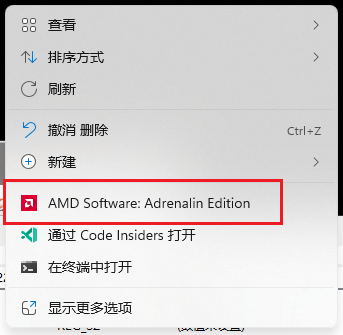 查看
排序方式
刷新
撤消 删除 Ctrl+Z
新建
AMD Software: Adrenalin Edition
通过 Code Insiders 打开
在终端中打开
显示更多选项